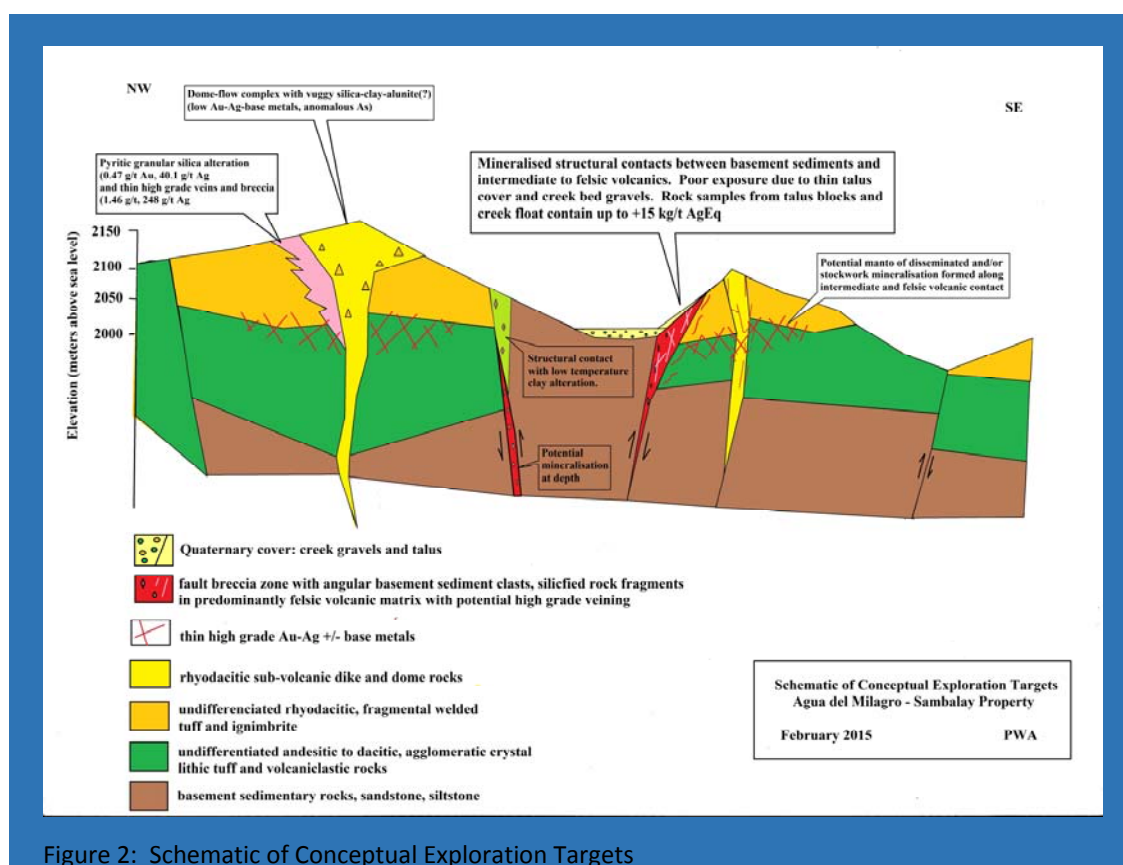 NW
SE
Dome-flow complex with vuggy silica-clay-alunite(?)
(low Au-Ag-base metals, anomalous As)
Pyritic granular silica alteration
(0.47 g/t Au, 40.1 g/t Ag
and thin high grade veins and breccia
(1.46 g/t, 248 g/t Ag
Mineralised structural contacts between basement sediments and
intermediate to felsic volcanics. Poor exposure due to thin talus
cover and creek bed gravels. Rock samples from talus blocks and
creek float contain up to +15 kg/t AgEq
Potential manto of disseminated and/or
stockwork mineralisation formed along
intermediate and felsic volcanic contact
Elevation (meters above sea level)
2150
2100
2050
2000
Structural contact
with low temperature
clay alteration.
Potential
mineralisation
at depth
Quaternary cover: creek gravels and talus
fault breccia zone with angular basement sediment clasts, silicfied rock fragments
in predominantly felsic volcanic matrix with potential high grade veining
thin high grade Au-Ag +/- base metals
rhyodacitic sub-volcanic dike and dome rocks
undifferenciated rhyodacitic, fragmental welded
tuff and ignimbrite
undifferentiated andesitic to dacitic, agglomeratic crystal
lithic tuff and volcaniclastic rocks
basement sedimentary rocks, sandstone, siltstone
Schematic of Conceptual Exploration Targets
Agua del Milagro - Sambalay Property
February 2015 PWA
Figure 2: Schematic of Conceptual Exploration Targets